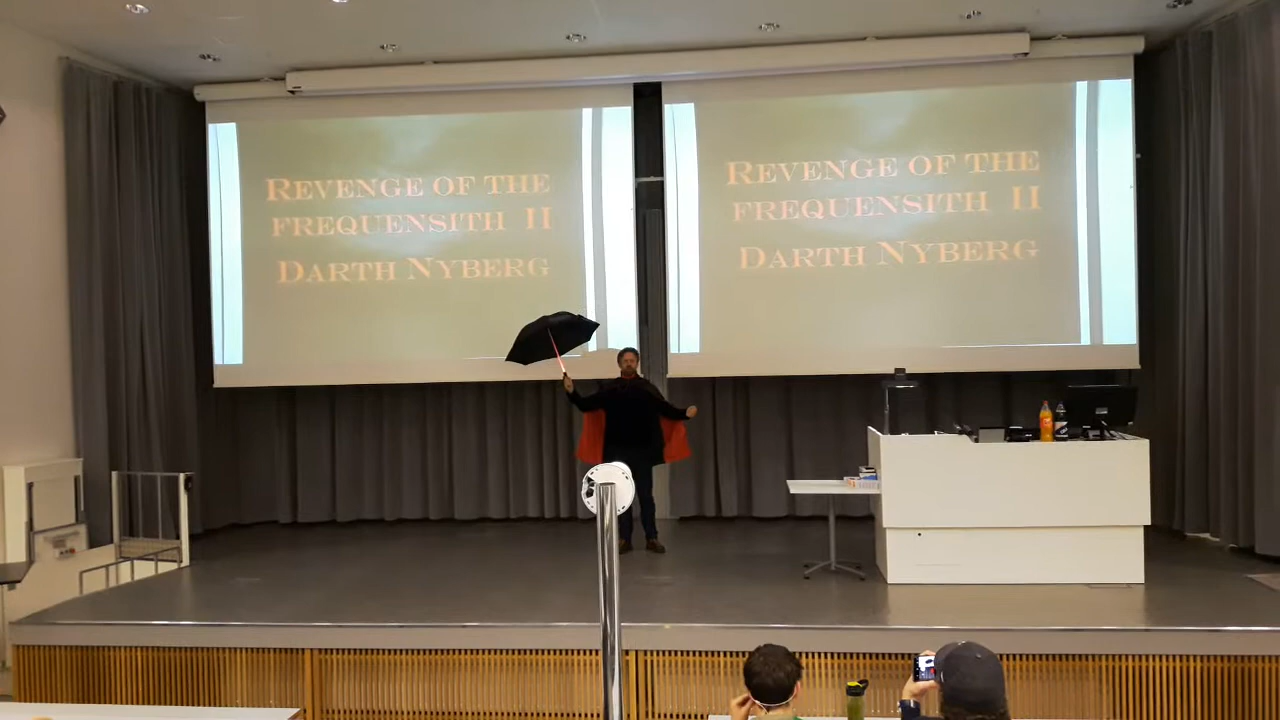 REVENGE OF THE
FREQUENSITH II
DARTH NYBERG
REVENGE OF THE
FREQUENSITH II
DARTH NYBERG